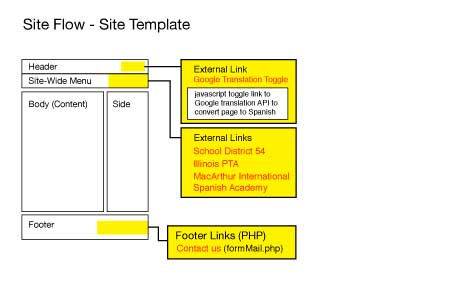 Site Flow - Site Template
Header
Site-Wide Menu
Body (Content)
Side
Footer
External Link
Google Translation Toggle
javascript toggle link to
Google translation API to
convert page to Spanish
External Links
School District 54
Illinois PTA
MacArthur International
Spanish Academy
Footer Links (PHP)
Contact us (formMail.php)